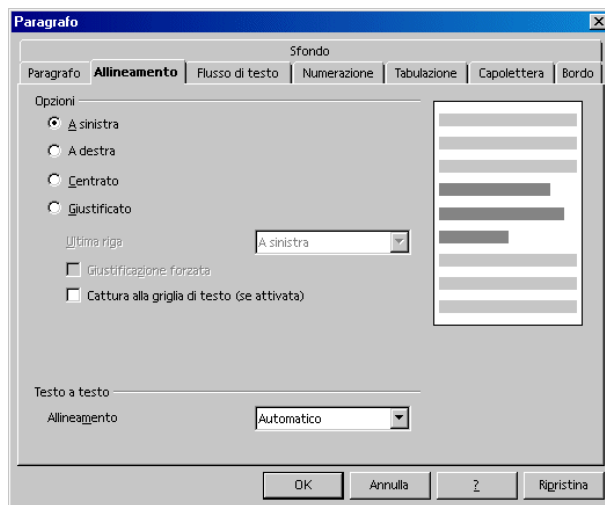 Paragrafo
Sfondo
Paragrafo Allineamento Flusso di testo Numerazione Tabulazione Capolettera Bordo
Opzioni
A sinistra
A destra
Centrato
Giustificato
Ultima riga A sinistra
Giustificazione forzata
Cattura alla griglia di testo (se attivata)
Testo a testo
Allineamento Automatico
OK Annulla ? Ripristina